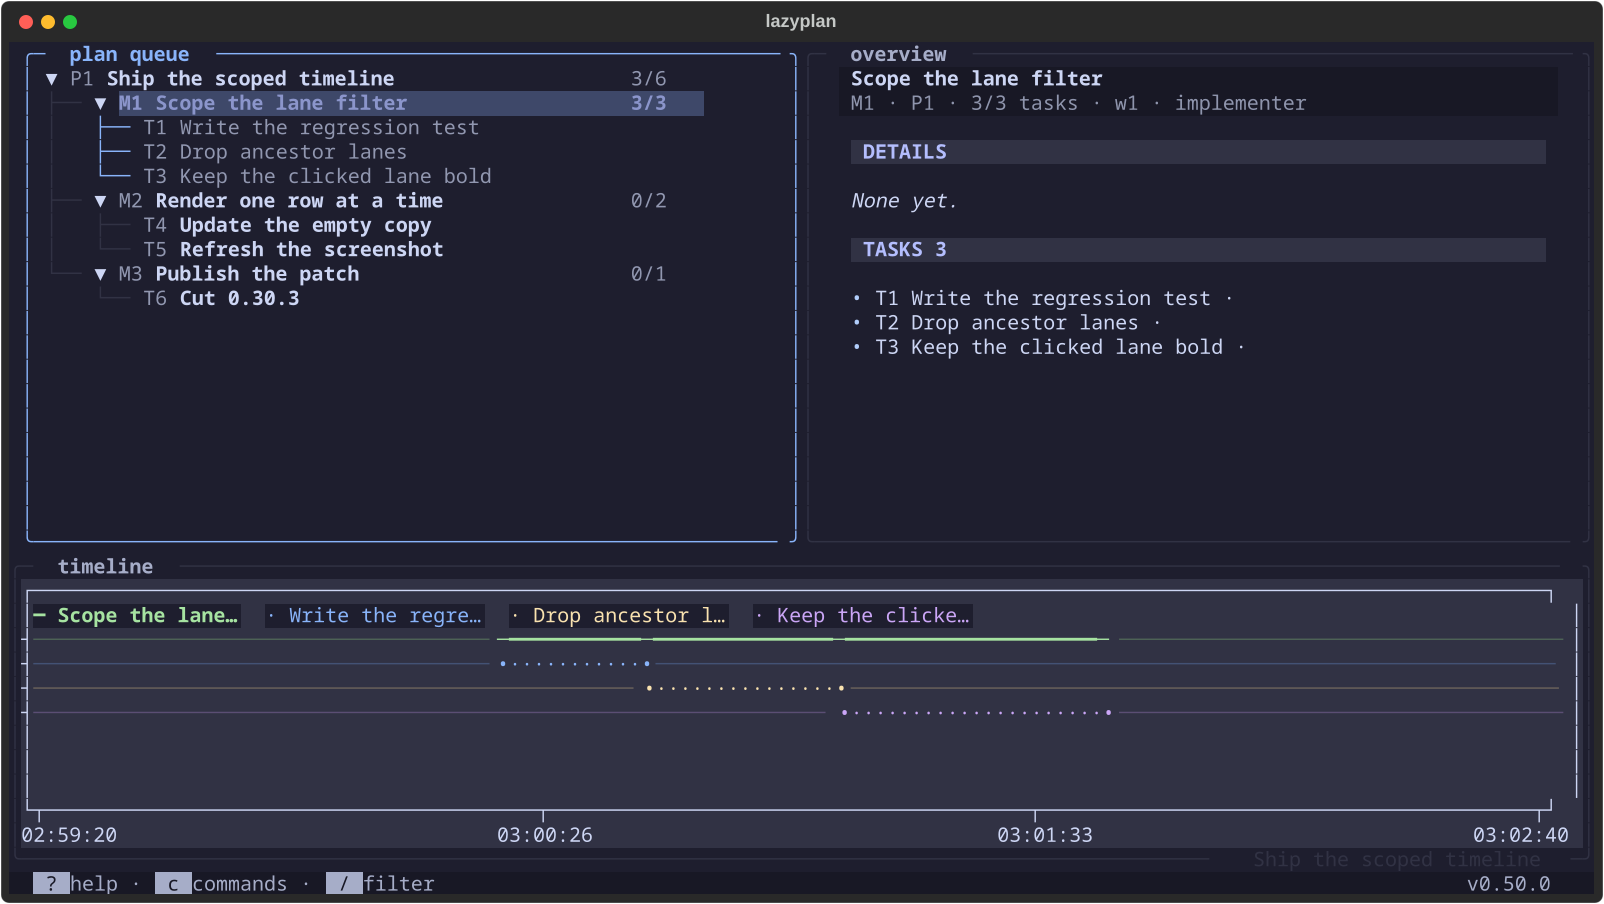 lazyplan
plan queue
▼ P1 Ship the scoped timeline 3/6
▼ M1 Scope the lane filter 3/3
T1 Write the regression test
T2 Drop ancestor lanes
T3 Keep the clicked lane bold
▼ M2 Render one row at a time 0/2
T4 Update the empty copy
T5 Refresh the screenshot
▼ M3 Publish the patch 0/1
T6 Cut 0.30.3
overview
Scope the lane filter
M1 · P1 · 3/3 tasks · w1 · implementer
DETAILS
None yet.
TASKS 3
• T1 Write the regression test ·
• T2 Drop ancestor lanes ·
• T3 Keep the clicked lane bold ·
timeline
━ Scope the lane… · Write the regre… · Drop ancestor l… · Keep the clicke…
02:59:20 03:00:26 03:01:33 03:02:40
Ship the scoped timeline
? help · c commands · / filter v0.50.0